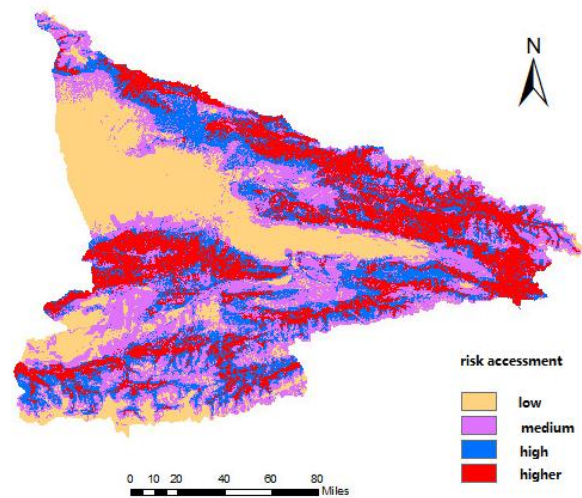 N
risk accessment
low
medium
high
higher
0 10 20 40 60 80
Miles